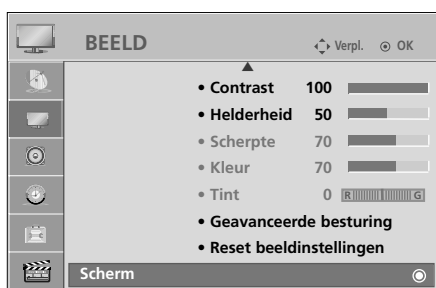 BEELD Verpl. OK
• Contrast 100
• Helderheid 50
• Scherpte 70
• Kleur 70
• Tint 0 R G
• Geavanceerde besturing
• Reset beeldinstellingen
Scherm